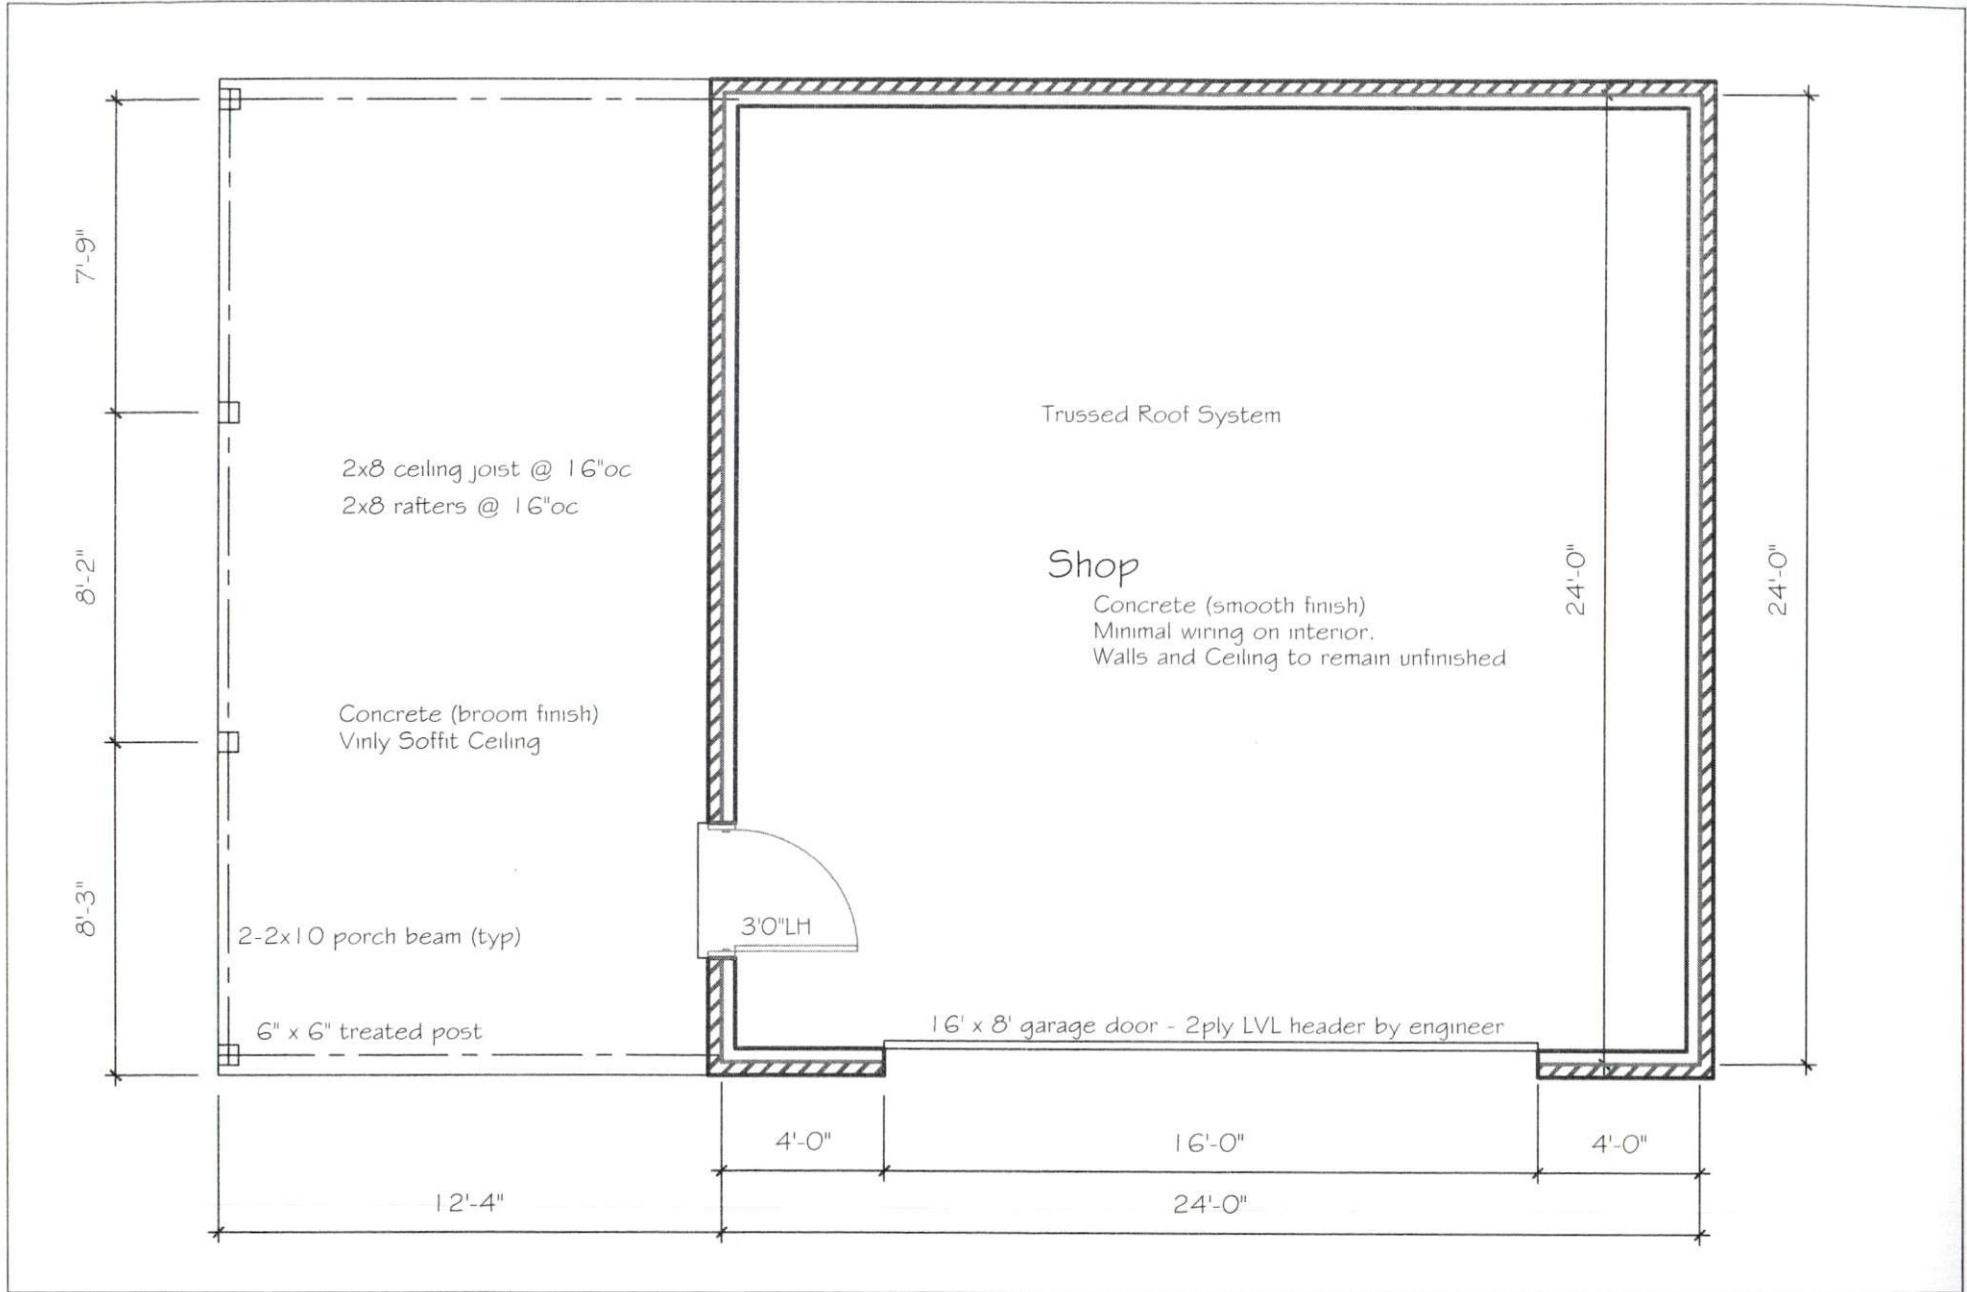 7'-9"
8'-2"
8'-3"
2x8 ceiling joist @ 16"oc
2x8 rafters @ 16"oc
Concrete (broom finish)
Vinly Soffit Ceiling
2-2x10 porch beam (typ)
6" x 6" treated post
Trussed Roof System
Shop
Concrete (smooth finish)
Minimal wiring on interior.
Walls and Ceiling to remain unfinished
24'-0"
24'-0"
3'0"LH
16' x 8' garage door - 2ply LVL header by engineer
4'-0"
16'-0"
4'-0"
12'-4"
24'-0"